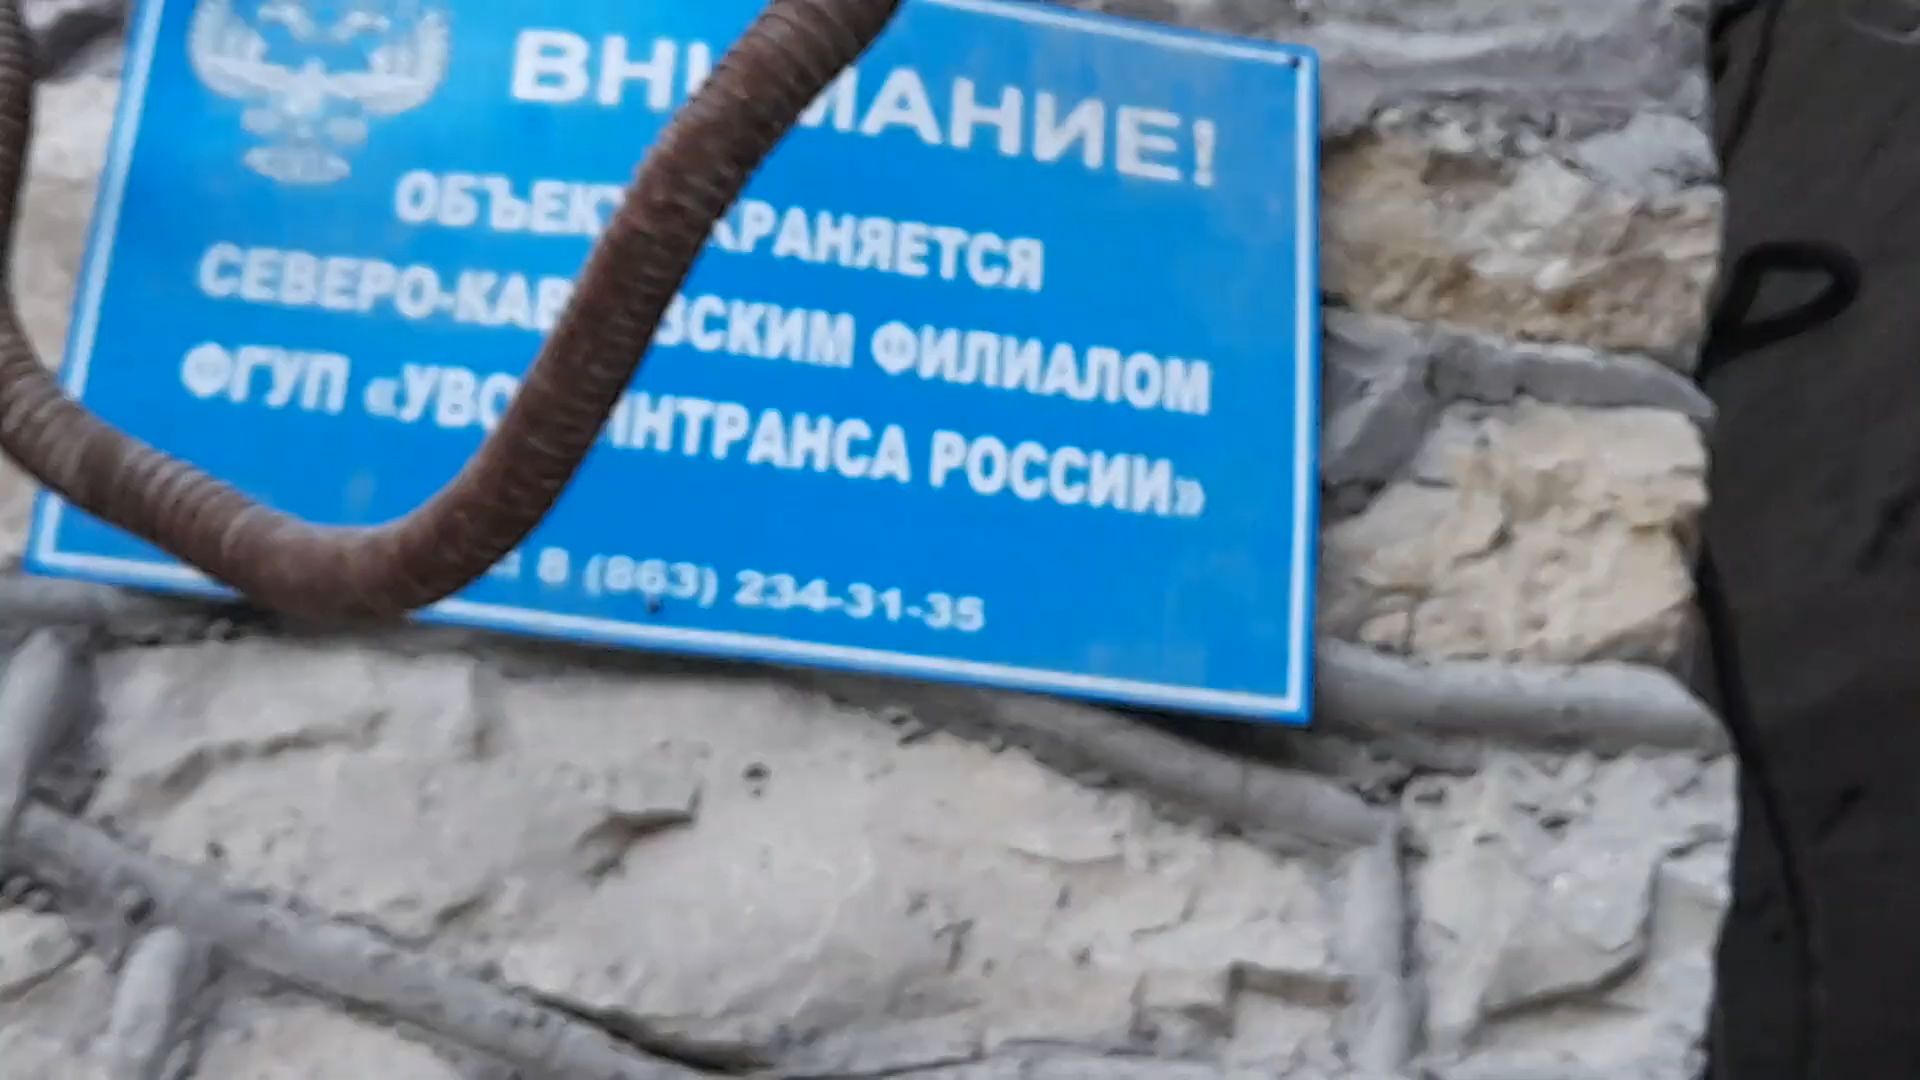 ВНИМАНИЕ!
ОБЪЕКТ ОХРАНЯЕТСЯ
СЕВЕРО-КАВКАЗСКИМ ФИЛИАЛОМ
ФГУП «УВО МИНТРАНСА РОССИИ»
8 (863) 234-31-35